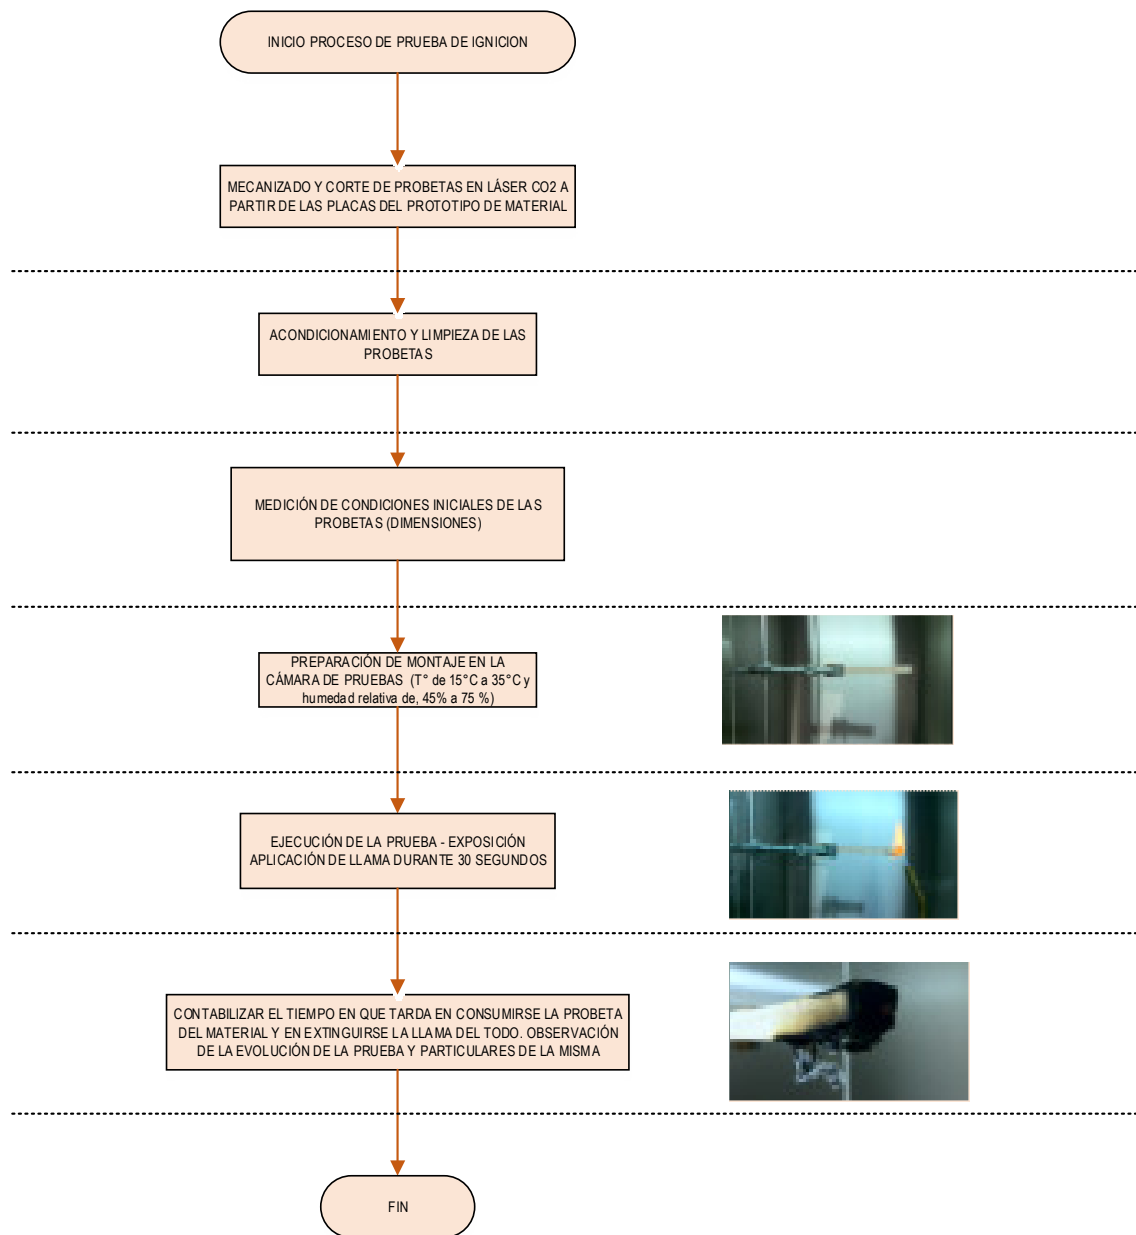 INICIO PROCESO DE PRUEBA DE IGNICION
MECANIZADO Y CORTE DE PROBETAS EN LÁSER CO2 A
PARTIR DE LAS PLACAS DEL PROTOTIPO DE MATERIAL
ACONDICIONAMIENTO Y LIMPIEZA DE LAS
PROBETAS
MEDICIÓN DE CONDICIONES INICIALES DE LAS
PROBETAS (DIMENSIONES)
PREPARACIÓN DE MONTAJE EN LA
CÁMARA DE PRUEBAS (T° de 15°C a 35°C y
humedad relativa de, 45% a 75 %)
EJECUCIÓN DE LA PRUEBA - EXPOSICIÓN
APLICACIÓN DE LLAMA DURANTE 30 SEGUNDOS
CONTABILIZAR EL TIEMPO EN QUE TARDA EN CONSUMIRSE LA PROBETA
DEL MATERIAL Y EN EXTINGUIRSE LA LLAMA DEL TODO. OBSERVACIÓN
DE LA EVOLUCIÓN DE LA PRUEBA Y PARTICULARES DE LA MISMA
FIN